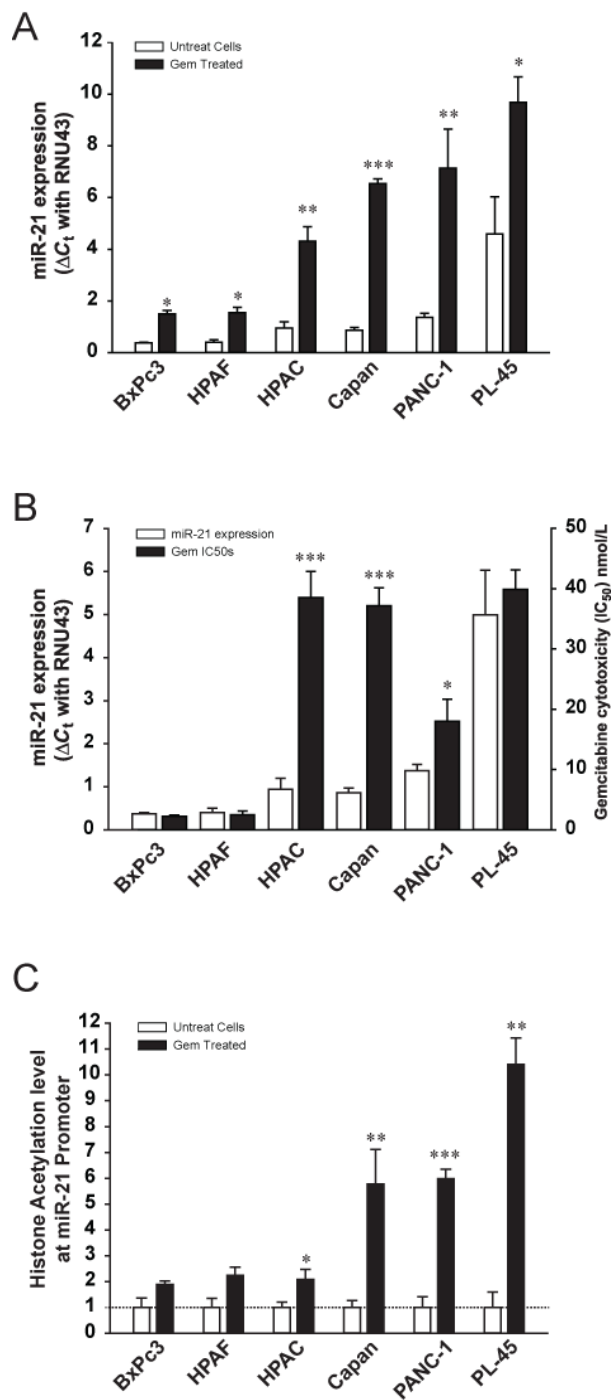 A
12
10
8
6
4
2
0
miR-21 expression
(ΔCt with RNU43)
Untreat Cells
Gem Treated
*
*
**
***
**
*
BxPc3
HPAF
HPAC
Capan
PANC-1
PL-45
B
7
6
5
4
3
2
1
0
miR-21 expression
(ΔCt with RNU43)
miR-21 expression
Gem IC50s
***
***
*
50
40
30
20
10
0
Gemcitabine cytotoxicity (IC50) nmol/L
BxPc3
HPAF
HPAC
Capan
PANC-1
PL-45
C
12
11
10
9
8
7
6
5
4
3
2
1
0
Histone Acetylation level
at miR-21 Promoter
Untreat Cells
Gem Treated
*
**
***
**
BxPc3
HPAF
HPAC
Capan
PANC-1
PL-45